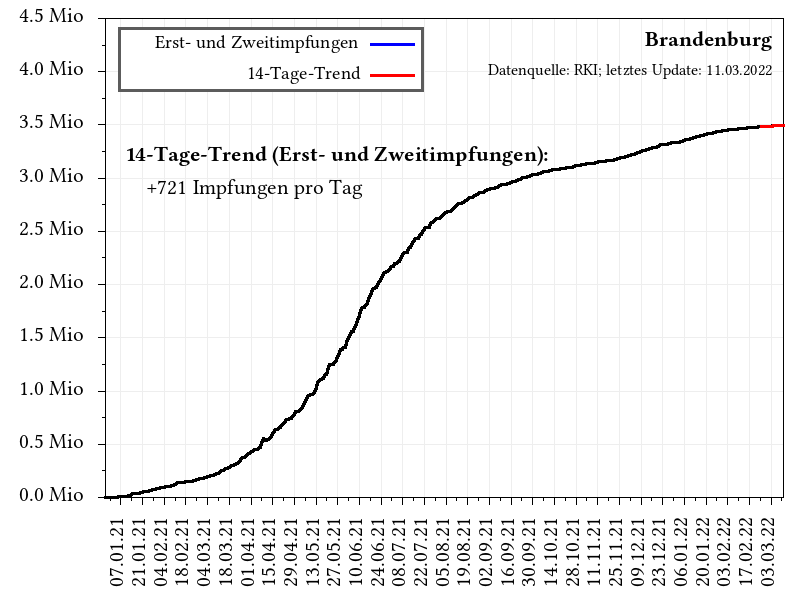 4.5 Mio
4.0 Mio
3.5 Mio
3.0 Mio
2.5 Mio
2.0 Mio
1.5 Mio
1.0 Mio
0.5 Mio
0.0 Mio
Erst- und Zweitimpfungen
14-Tage-Trend
Brandenburg
Datenquelle: RKI; letztes Update: 11.03.2022
14-Tage-Trend (Erst- und Zweitimpfungen):
+721 Impfungen pro Tag
07.01.21
21.01.21
04.02.21
18.02.21
04.03.21
18.03.21
01.04.21
15.04.21
29.04.21
13.05.21
27.05.21
10.06.21
24.06.21
08.07.21
22.07.21
05.08.21
19.08.21
02.09.21
16.09.21
30.09.21
14.10.21
28.10.21
11.11.21
25.11.21
09.12.21
23.12.21
06.01.22
20.01.22
03.02.22
17.02.22
03.03.22